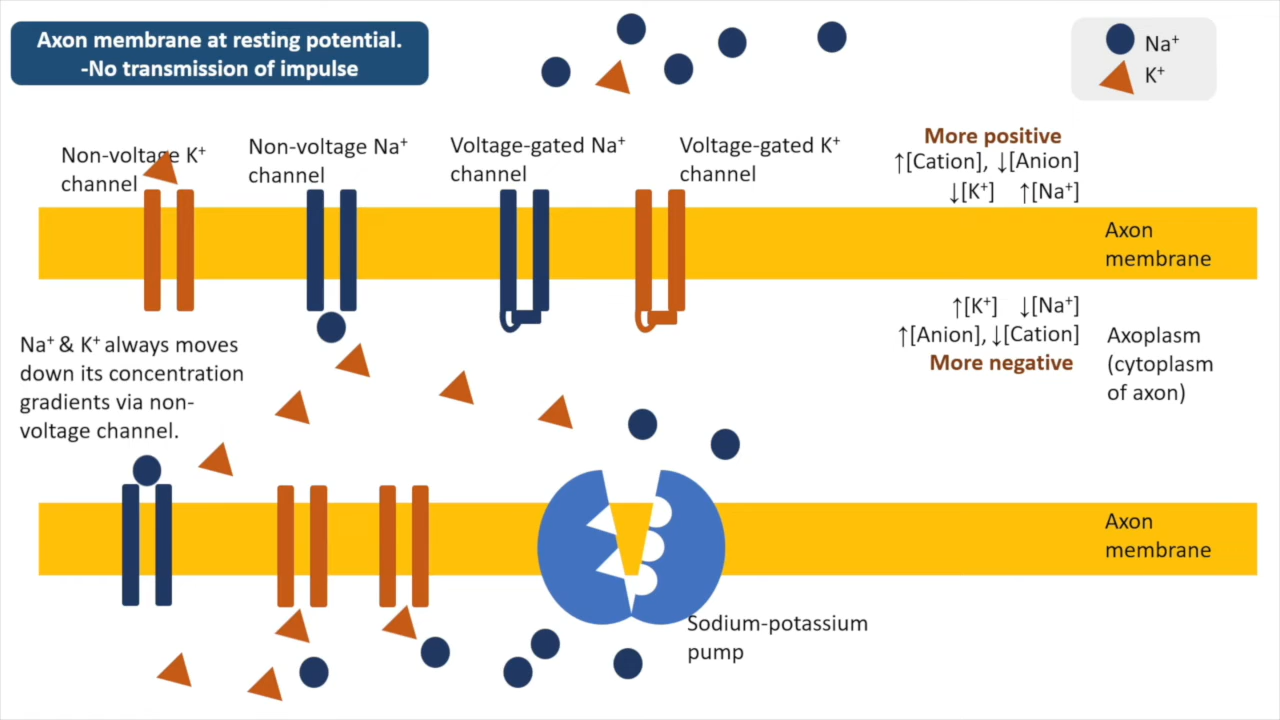 Axon membrane at resting potential.
-No transmission of impulse
Na⁺
K⁺
Non-voltage K⁺
channel
Non-voltage Na⁺
channel
Voltage-gated Na⁺
channel
Voltage-gated K⁺
channel
More positive
↑[Cation], ↓[Anion]
↓[K⁺] ↑[Na⁺]
Axon
membrane
↑[K⁺] ↓[Na⁺]
↑[Anion], ↓[Cation]
More negative
Axoplasm
(cytoplasm
of axon)
Na⁺ & K⁺ always moves
down its concentration
gradients via non-
voltage channel.
Axon
membrane
Sodium-potassium
pump